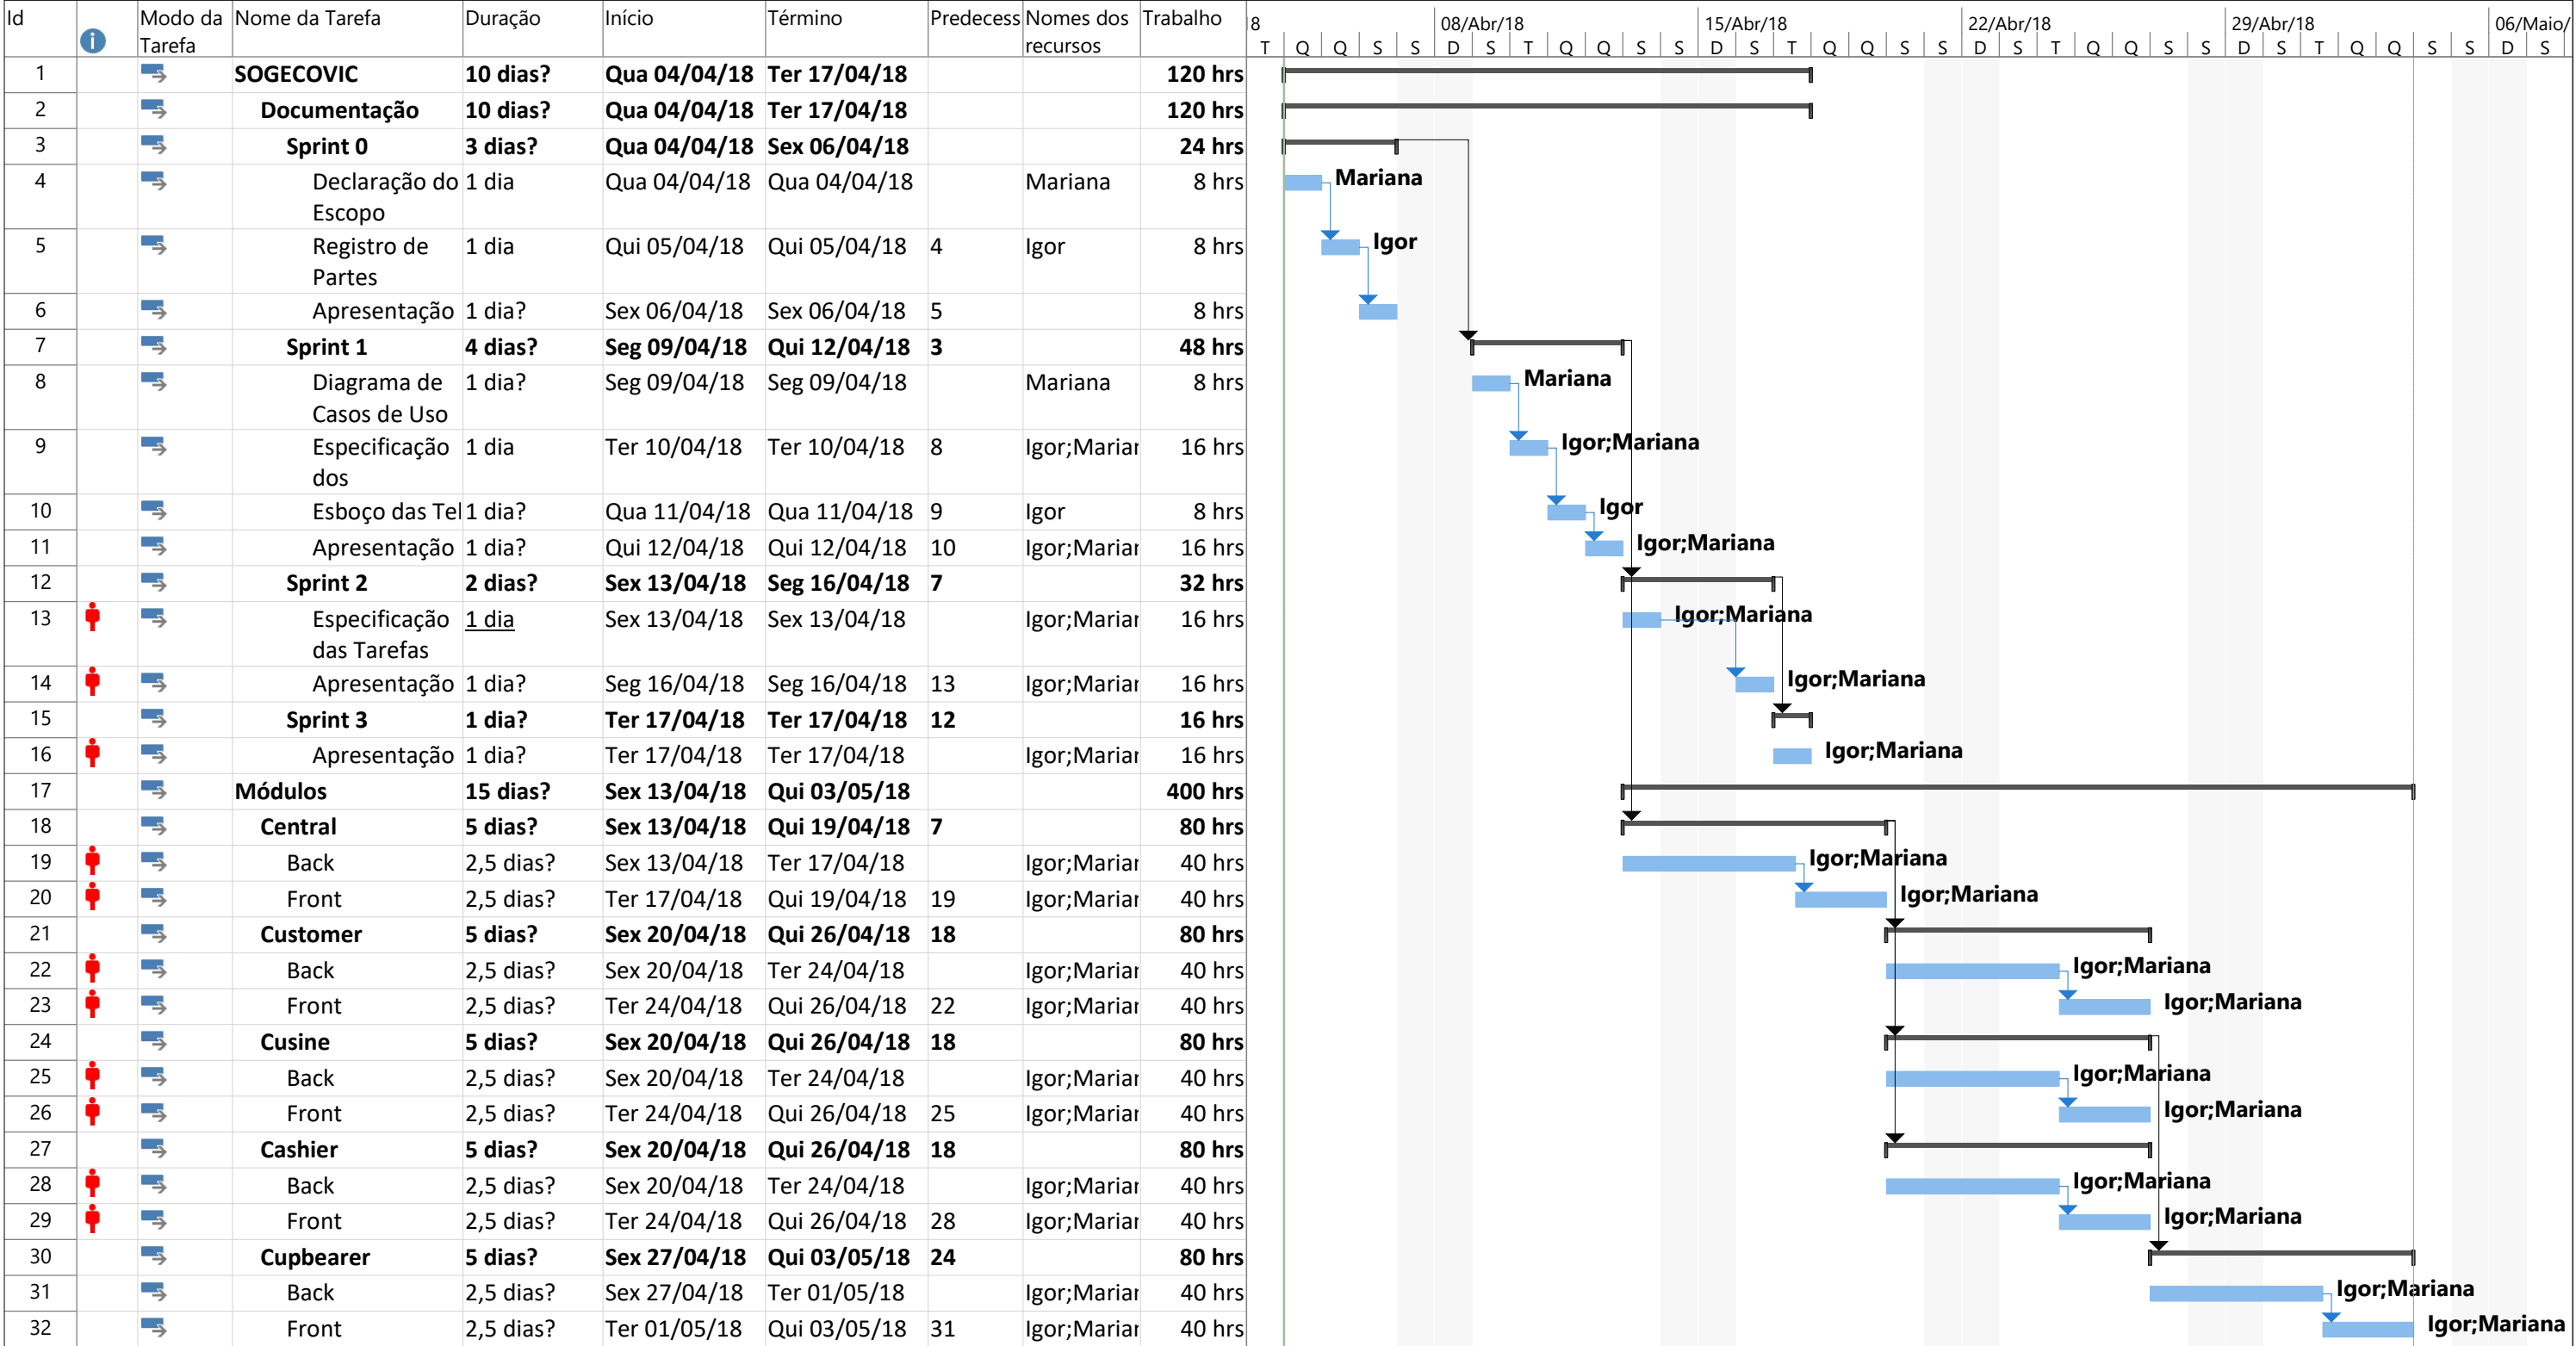 Id Modo da Tarefa Nome da Tarefa Duração Início Término Predecess Nomes dos recursos Trabalho
8 08/Abr/18 15/Abr/18 22/Abr/18 29/Abr/18 06/Maio/
T Q Q S S D S T Q Q S S D S T Q Q S S D S T Q Q S S D S T Q Q S S D S
1 SOGECOVIC 10 dias? Qua 04/04/18 Ter 17/04/18 120 hrs
2 Documentação 10 dias? Qua 04/04/18 Ter 17/04/18 120 hrs
3 Sprint 0 3 dias? Qua 04/04/18 Sex 06/04/18 24 hrs
4 Declaração do 1 dia Qua 04/04/18 Qua 04/04/18 Mariana 8 hrs Mariana
Escopo
5 Registro de 1 dia Qui 05/04/18 Qui 05/04/18 4 Igor 8 hrs Igor
Partes
6 Apresentação 1 dia? Sex 06/04/18 Sex 06/04/18 5 8 hrs
7 Sprint 1 4 dias? Seg 09/04/18 Qui 12/04/18 3 48 hrs
8 Diagrama de 1 dia? Seg 09/04/18 Seg 09/04/18 Mariana 8 hrs Mariana
Casos de Uso
9 Especificação 1 dia Ter 10/04/18 Ter 10/04/18 8 Igor;Mariar 16 hrs Igor;Mariana
dos
10 Esboço das Tel 1 dia? Qua 11/04/18 Qua 11/04/18 9 Igor 8 hrs Igor
11 Apresentação 1 dia? Qui 12/04/18 Qui 12/04/18 10 Igor;Mariar 16 hrs Igor;Mariana
12 Sprint 2 2 dias? Sex 13/04/18 Seg 16/04/18 7 32 hrs
13 Especificação 1 dia Sex 13/04/18 Sex 13/04/18 Igor;Mariar 16 hrs Igor;Mariana
das Tarefas
14 Apresentação 1 dia? Seg 16/04/18 Seg 16/04/18 13 Igor;Mariar 16 hrs Igor;Mariana
15 Sprint 3 1 dia? Ter 17/04/18 Ter 17/04/18 12 16 hrs
16 Apresentação 1 dia? Ter 17/04/18 Ter 17/04/18 Igor;Mariar 16 hrs Igor;Mariana
17 Módulos 15 dias? Sex 13/04/18 Qui 03/05/18 400 hrs
18 Central 5 dias? Sex 13/04/18 Qui 19/04/18 7 80 hrs
19 Back 2,5 dias? Sex 13/04/18 Ter 17/04/18 Igor;Mariar 40 hrs Igor;Mariana
20 Front 2,5 dias? Ter 17/04/18 Qui 19/04/18 19 Igor;Mariar 40 hrs Igor;Mariana
21 Customer 5 dias? Sex 20/04/18 Qui 26/04/18 18 80 hrs
22 Back 2,5 dias? Sex 20/04/18 Ter 24/04/18 Igor;Mariar 40 hrs Igor;Mariana
23 Front 2,5 dias? Ter 24/04/18 Qui 26/04/18 22 Igor;Mariar 40 hrs Igor;Mariana
24 Cusine 5 dias? Sex 20/04/18 Qui 26/04/18 18 80 hrs
25 Back 2,5 dias? Sex 20/04/18 Ter 24/04/18 Igor;Mariar 40 hrs Igor;Mariana
26 Front 2,5 dias? Ter 24/04/18 Qui 26/04/18 25 Igor;Mariar 40 hrs Igor;Mariana
27 Cashier 5 dias? Sex 20/04/18 Qui 26/04/18 18 80 hrs
28 Back 2,5 dias? Sex 20/04/18 Ter 24/04/18 Igor;Mariar 40 hrs Igor;Mariana
29 Front 2,5 dias? Ter 24/04/18 Qui 26/04/18 28 Igor;Mariar 40 hrs Igor;Mariana
30 Cupbearer 5 dias? Sex 27/04/18 Qui 03/05/18 24 80 hrs
31 Back 2,5 dias? Sex 27/04/18 Ter 01/05/18 Igor;Mariar 40 hrs Igor;Mariana
32 Front 2,5 dias? Ter 01/05/18 Qui 03/05/18 31 Igor;Mariar 40 hrs Igor;Mariana